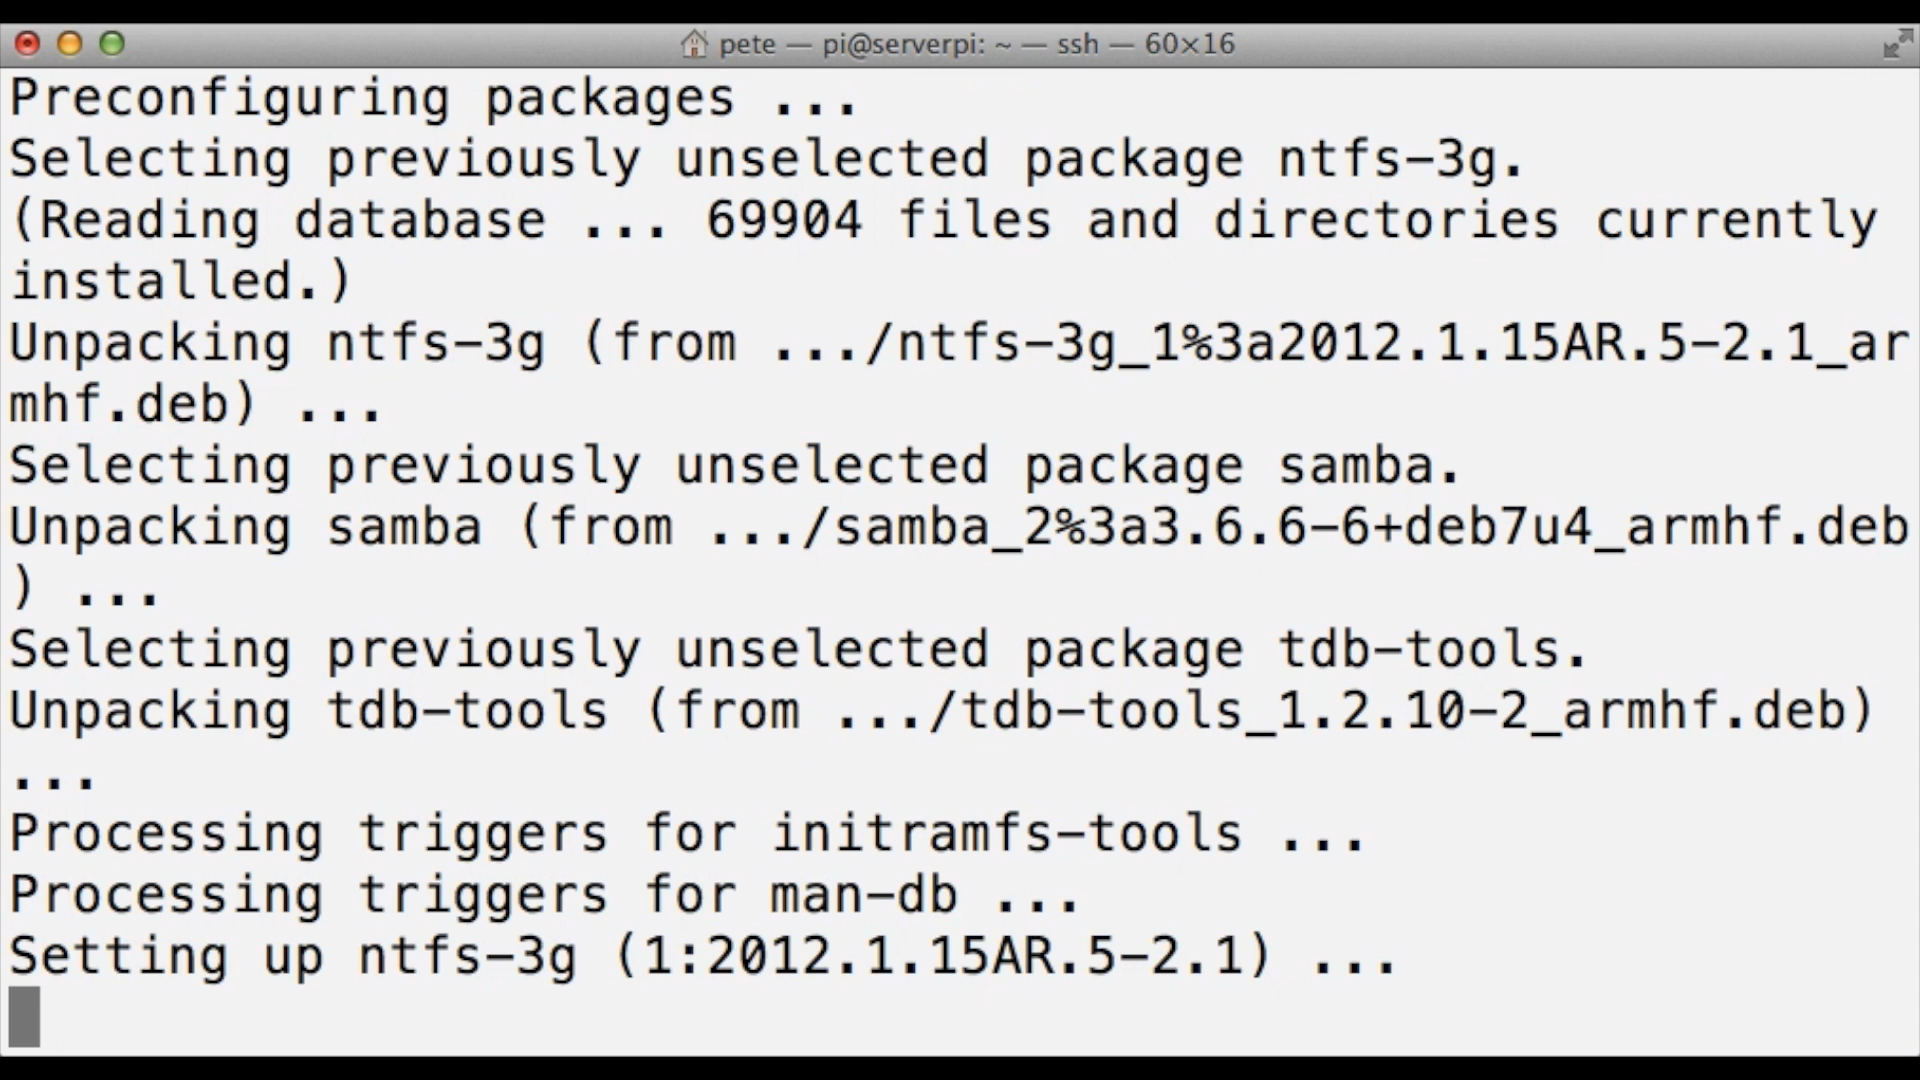 pete — pi@serverpi: ~ — ssh — 60×16
Preconfiguring packages ...
Selecting previously unselected package ntfs-3g.
(Reading database ... 69904 files and directories currently
installed.)
Unpacking ntfs-3g (from .../ntfs-3g_1%3a2012.1.15AR.5-2.1_ar
mhf.deb) ...
Selecting previously unselected package samba.
Unpacking samba (from .../samba_2%3a3.6.6-6+deb7u4_armhf.deb
) ...
Selecting previously unselected package tdb-tools.
Unpacking tdb-tools (from .../tdb-tools_1.2.10-2_armhf.deb)
...
Processing triggers for initramfs-tools ...
Processing triggers for man-db ...
Setting up ntfs-3g (1:2012.1.15AR.5-2.1) ...